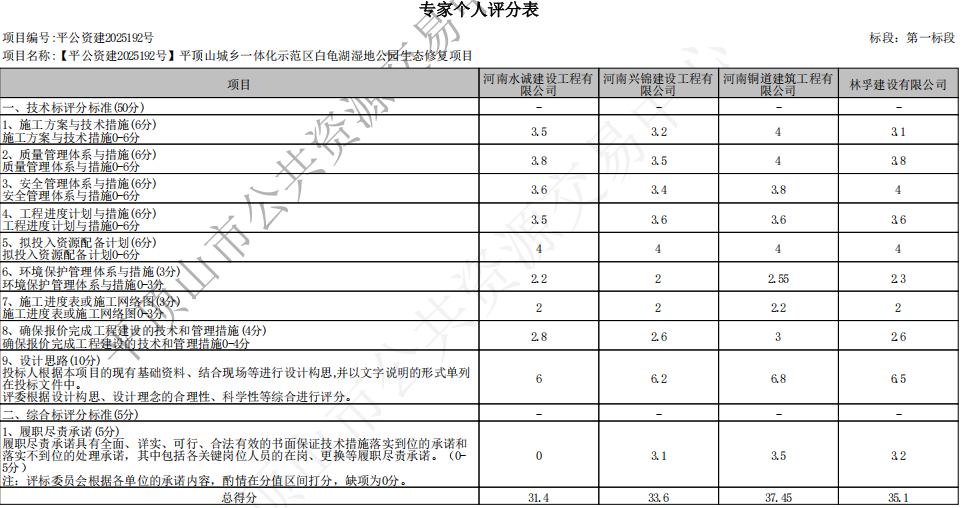 专家个人评分表
项目编号:平公资建2025192号 标段：第一标段
项目名称:【平公资建2025192号】平顶山城乡一体化示范区白龟湖湿地公园生态修复项目
项目 河南水诚建设工程有限公司 河南兴锦建设工程有限公司 河南铜道建筑工程有限公司 林孚建设有限公司
一、技术标评分标准(50分) - - - -
1、施工方案与技术措施(6分)
施工方案与技术措施0-6分 3.5 3.2 4 3.1
2、质量管理体系与措施(6分)
质量管理体系与措施0-6分 3.8 3.5 4 3.8
3、安全管理体系与措施(6分)
安全管理体系与措施0-6分 3.6 3.4 3.8 4
4、工程进度计划与措施(6分)
工程进度计划与措施0-6分 3.5 3.6 3.6 3.6
5、拟投入资源配备计划(6分)
拟投入资源配备计划0-6分 4 4 4 4
6、环境保护管理体系与措施(3分)
环境保护管理体系与措施0-3分 2.2 2 2.55 2.3
7、施工进度表或施工网络图(3分)
施工进度表或施工网络图0-3分 2 2 2.2 2
8、确保报价完成工程建设的技术和管理措施(4分)
确保报价完成工程建设的技术和管理措施0-4分 2.8 2.6 3 2.6
9、设计思路(10分)
投标人根据本项目的现有基础资料、结合现场等进行设计构思,并以文字说明的形式单列
在投标文件中。
评委根据设计构思、设计理念的合理性、科学性等综合进行评分。 6 6.2 6.8 6.5
二、综合标评分标准(5分) - - - -
1、履职尽责承诺(5分)
履职尽责承诺具有全面、详实、可行、合法有效的书面保证技术措施落实到位的承诺和
落实不到位的处理承诺，其中包括各关键岗位人员的在岗、更换等履职尽责承诺。（0-
5分）
注：评标委员会根据各单位的承诺内容，酌情在分值区间打分，缺项为0分。 0 3.1 3.5 3.2
总得分 31.4 33.6 37.45 35.1
平顶山市公共资源交易中心
平顶山市公共资源交易中心